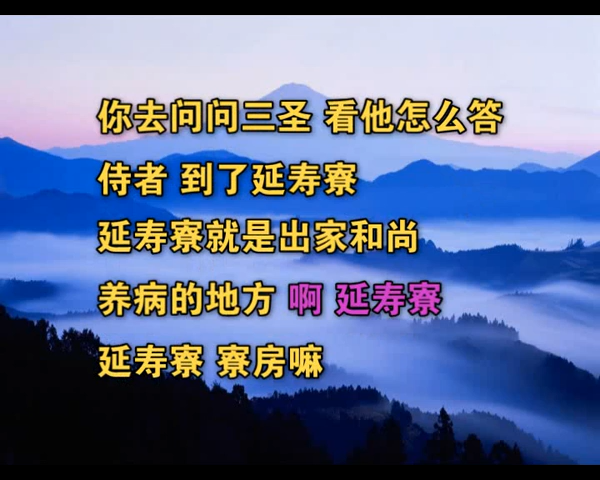 你去问问三圣 看他怎么答
侍者 到了延寿寮
延寿寮就是出家和尚
养病的地方 啊 延寿寮
延寿寮 寮房嘛